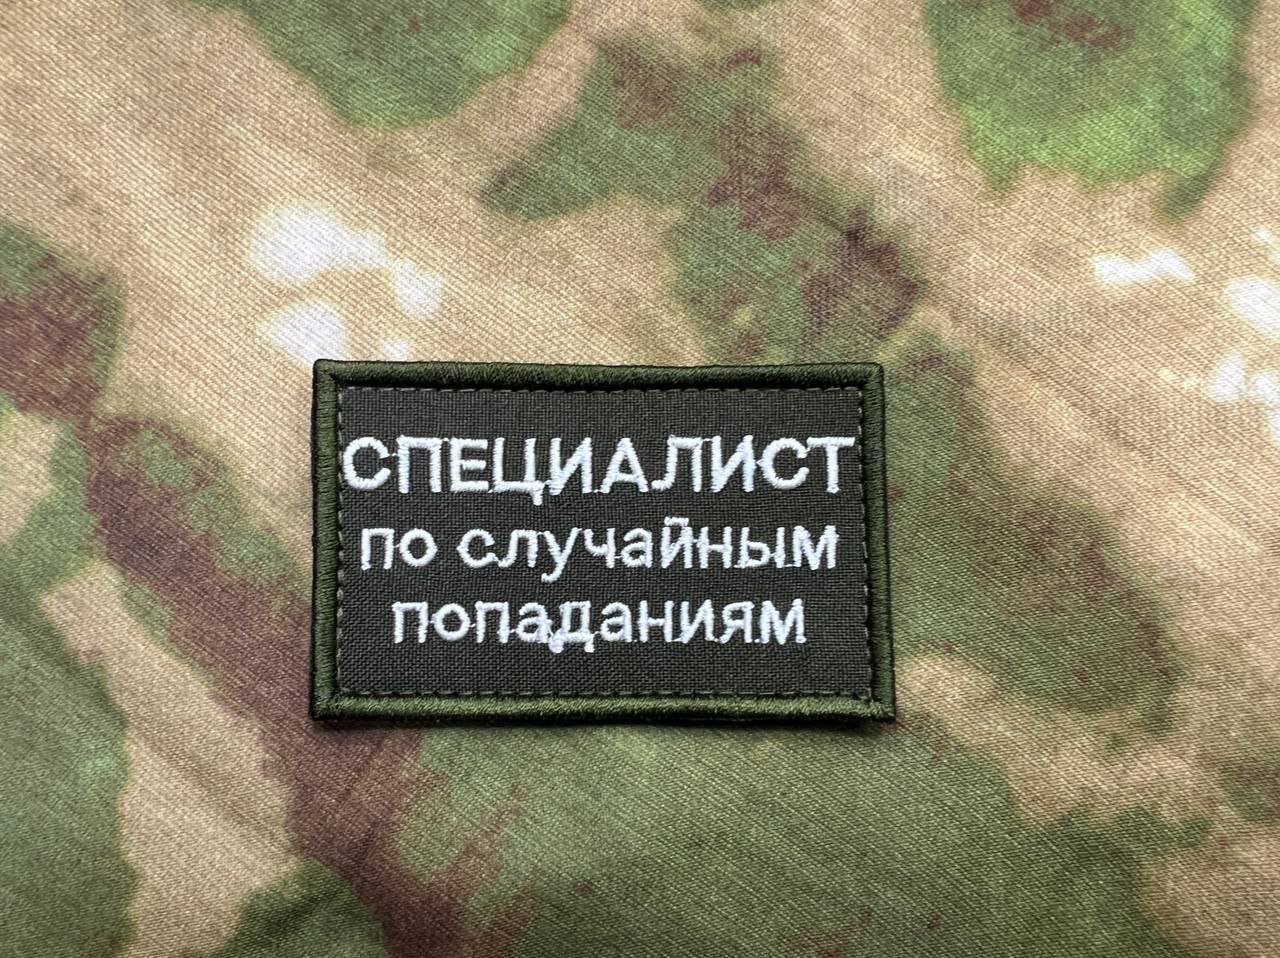 СПЕЦИАЛИСТ
по случайным
попаданиям